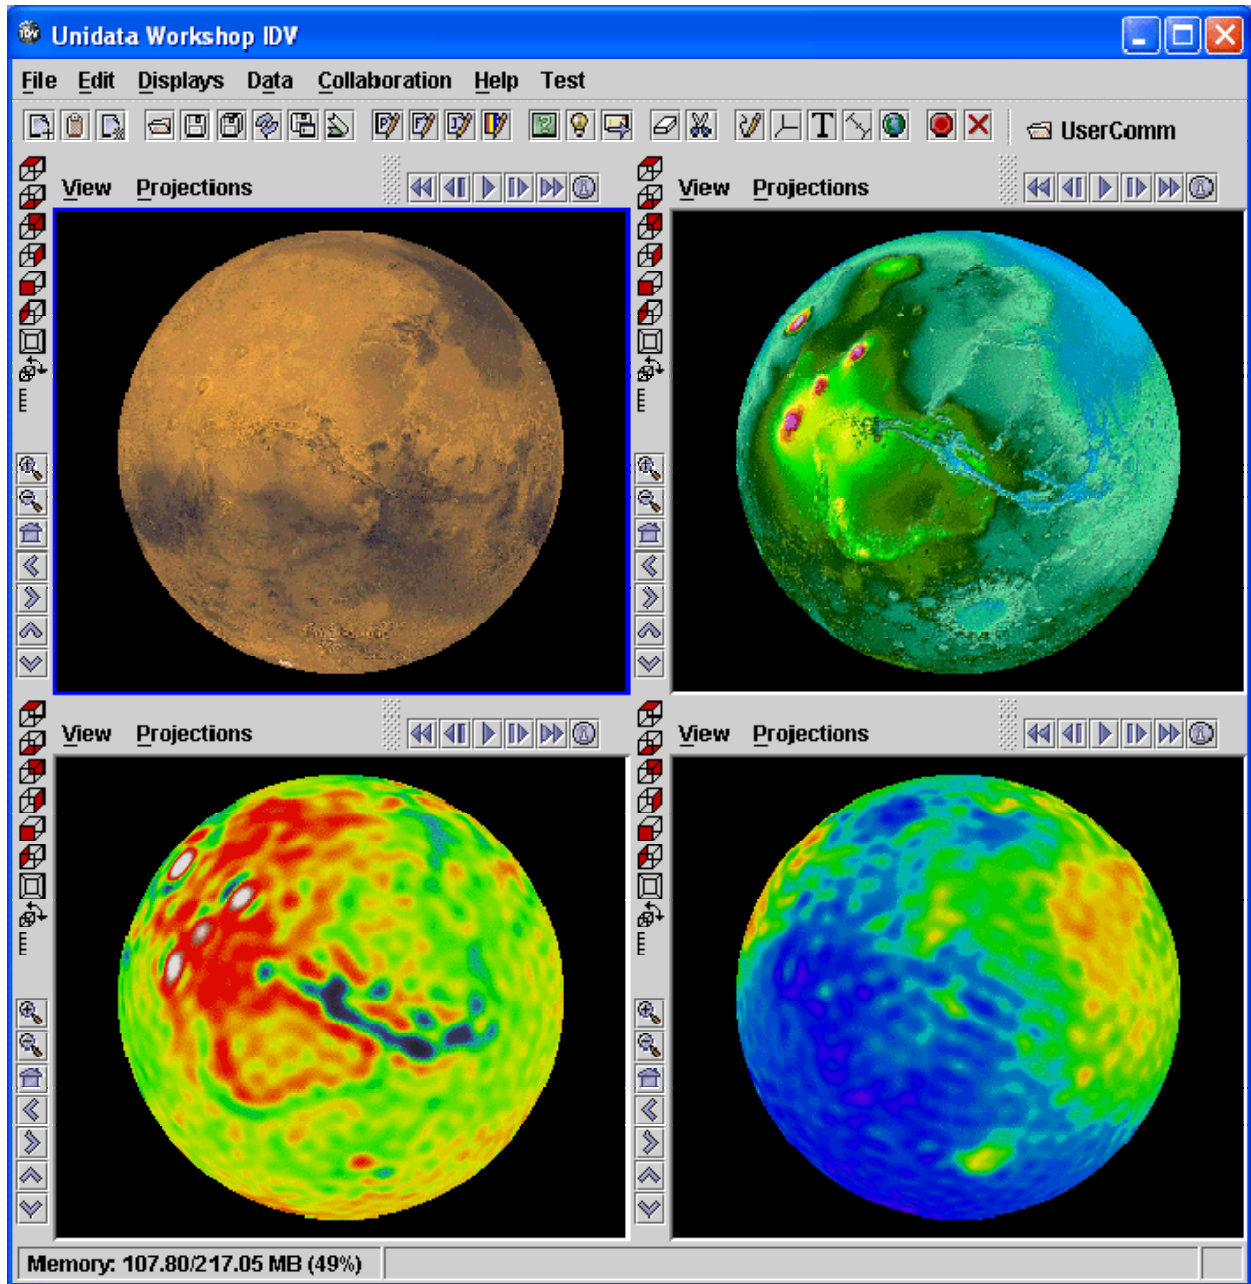 Unidata Workshop IDV
File Edit Displays Data Collaboration Help Test
T UserComm
View Projections
View Projections
View Projections
View Projections
Memory: 107.80/217.05 MB (49%)